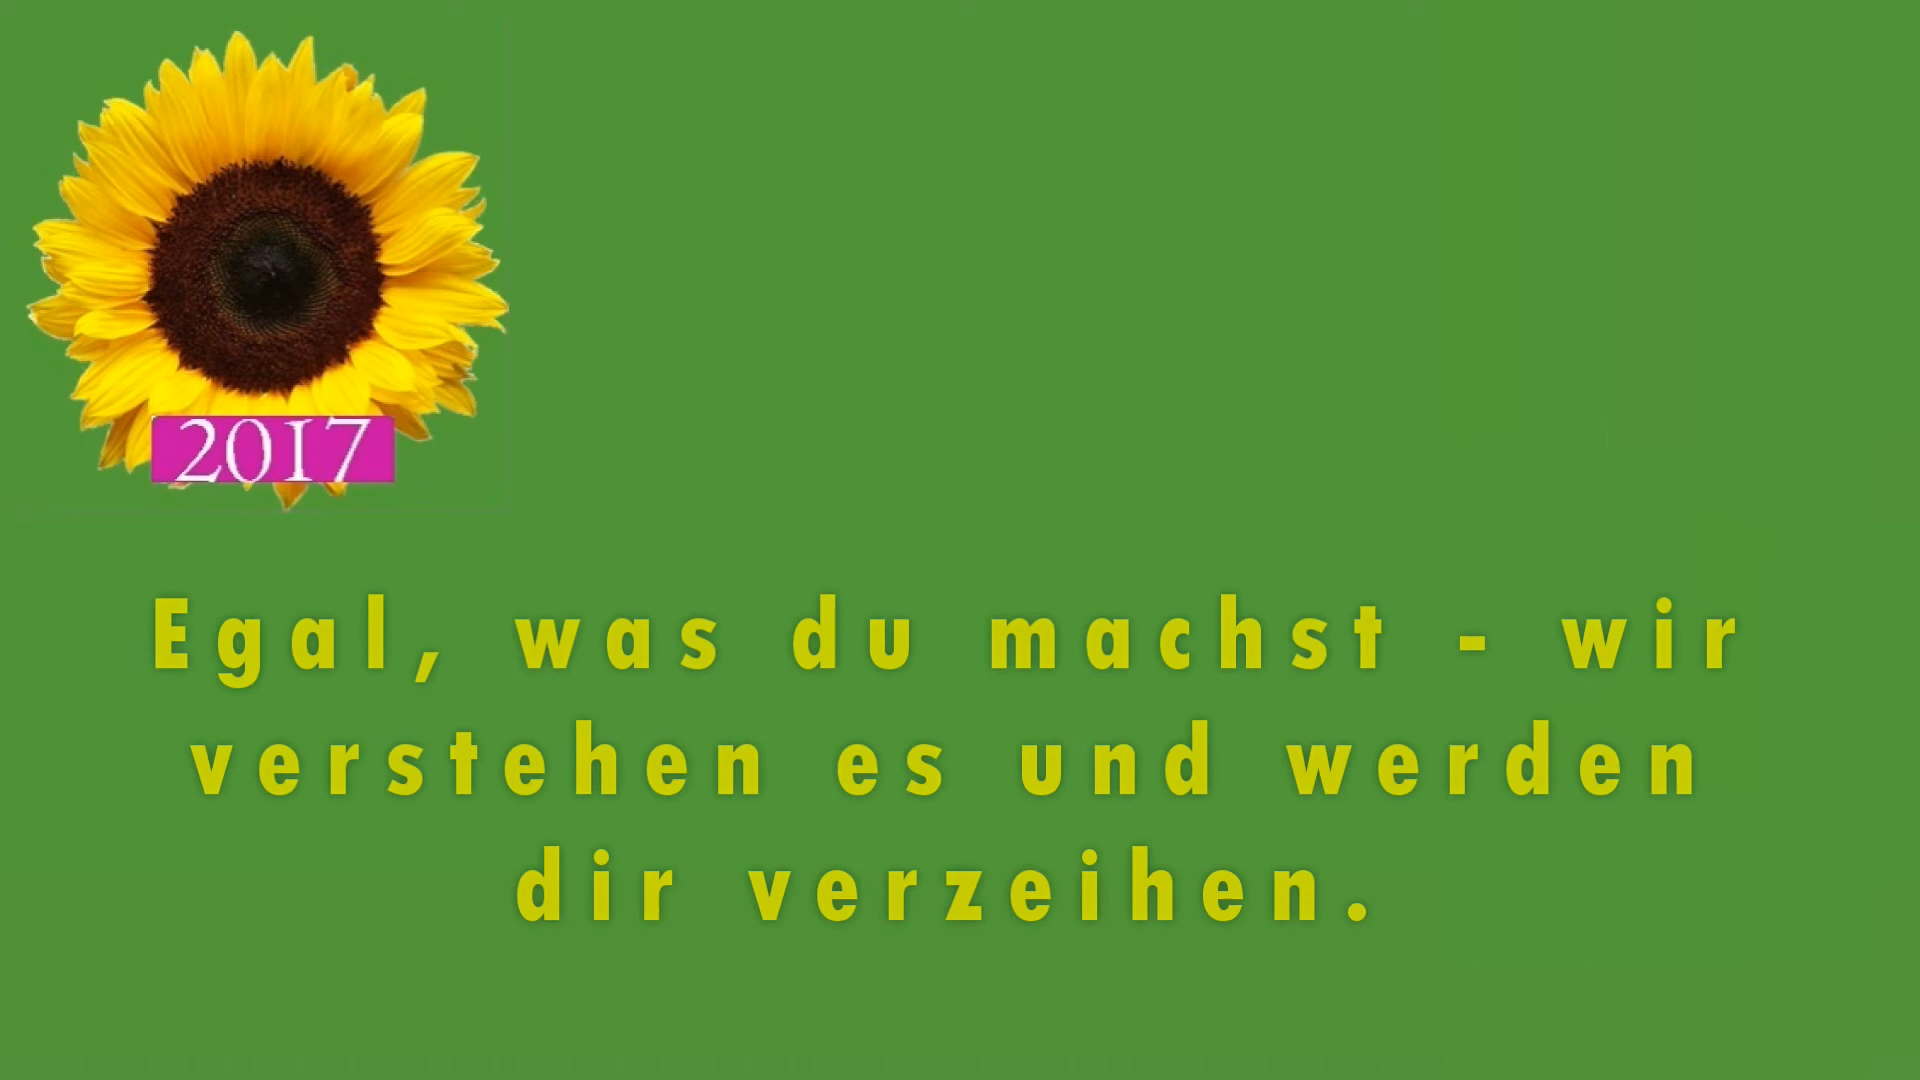 2017
Egal, was du machst - wir
verstehen es und werden
dir verzeihen.